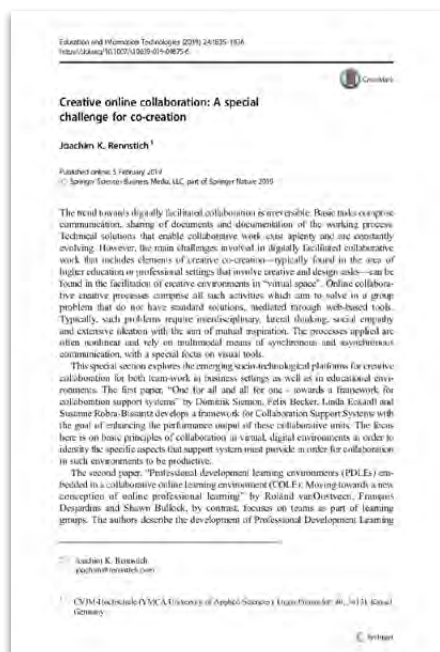 Education and Information Technologies (2019) 24:1835–1836
https://doi.org/10.1007/s10639-019-09875-6
CrossMark
Creative online collaboration: A special
challenge for co-creation
Joachim K. Rennstich¹
Published online: 5 February 2019
© Springer Science+Business Media, LLC, part of Springer Nature 2019
The trend towards digitally facilitated collaboration is irreversible. Basic tasks comprise
communication, sharing of documents and documentation of the working process.
Technical solutions that enable collaborative work exist aplenty and are constantly
evolving. However, the main challenges involved in digitally facilitated collaborative
work that includes elements of creative co-creation—typically found in the area of
higher education or professional settings that involve creative and design tasks—can be
found in the facilitation of creative environments in “virtual space”. Online collabora-
tive creative processes comprise all such activities which aim to solve in a group
problem that do not have standard solutions, mediated through web-based tools.
Typically, such problems require interdisciplinary, lateral thinking, social empathy
and extensive ideation with the aim of mutual inspiration. The processes applied are
often nonlinear and rely on multimodal means of synchronous and asynchronous
communication, with a special focus on visual tools.
This special section explores the emerging socio-technological platforms for creative
collaboration for both team-work in business settings as well as in educational envi-
ronments. The first paper, “One for all and all for one - towards a framework for
collaboration support systems” by Dominik Siemon, Felix Becker, Linda Eckardt and
Susanne Robra-Bissantz develops a framework for Collaboration Support Systems with
the goal of enhancing the performance output of these collaborative units. The focus
here is on basic principles of collaboration in virtual, digital environments in order to
identify the specific aspects that support system must provide in order for collaboration
in such environments to be productive.
The second paper, “Professional development learning environments (PDLEs) em-
bedded in a collaborative online learning environment (COLE): Moving towards a new
conception of online professional learning” by Roland vanOostveen, François
Desjardins and Shawn Bullock, by contrast, focuses on teams as part of learning
groups. The authors describe the development of Professional Development Learning
Joachim K. Rennstich
joachim@rennstich.com
¹ CVJM-Hochschule (YMCA University of Applied Sciences), Kassel
Germany
Springer